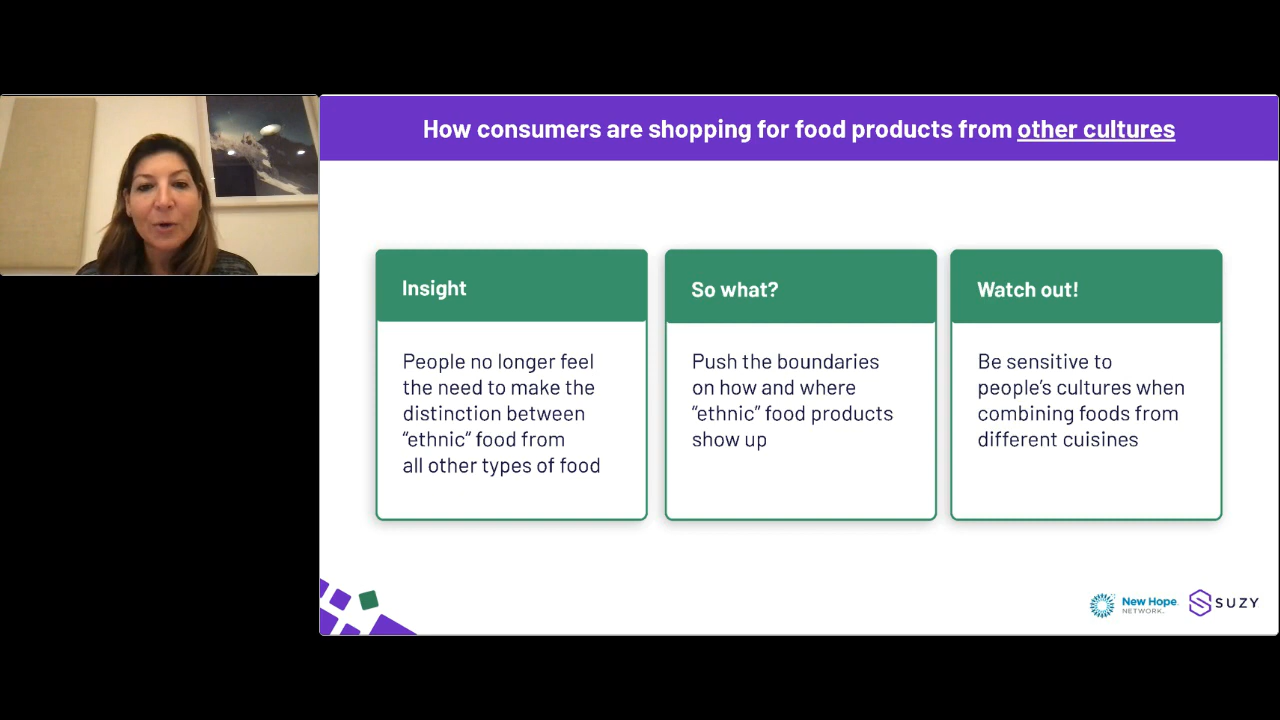 How consumers are shopping for food products from other cultures
Insight
People no longer feel
the need to make the
distinction between
“ethnic” food from
all other types of food
So what?
Push the boundaries
on how and where
“ethnic” food products
show up
Watch out!
Be sensitive to
people’s cultures when
combining foods from
different cuisines
New Hope
NETWORK
SUZY